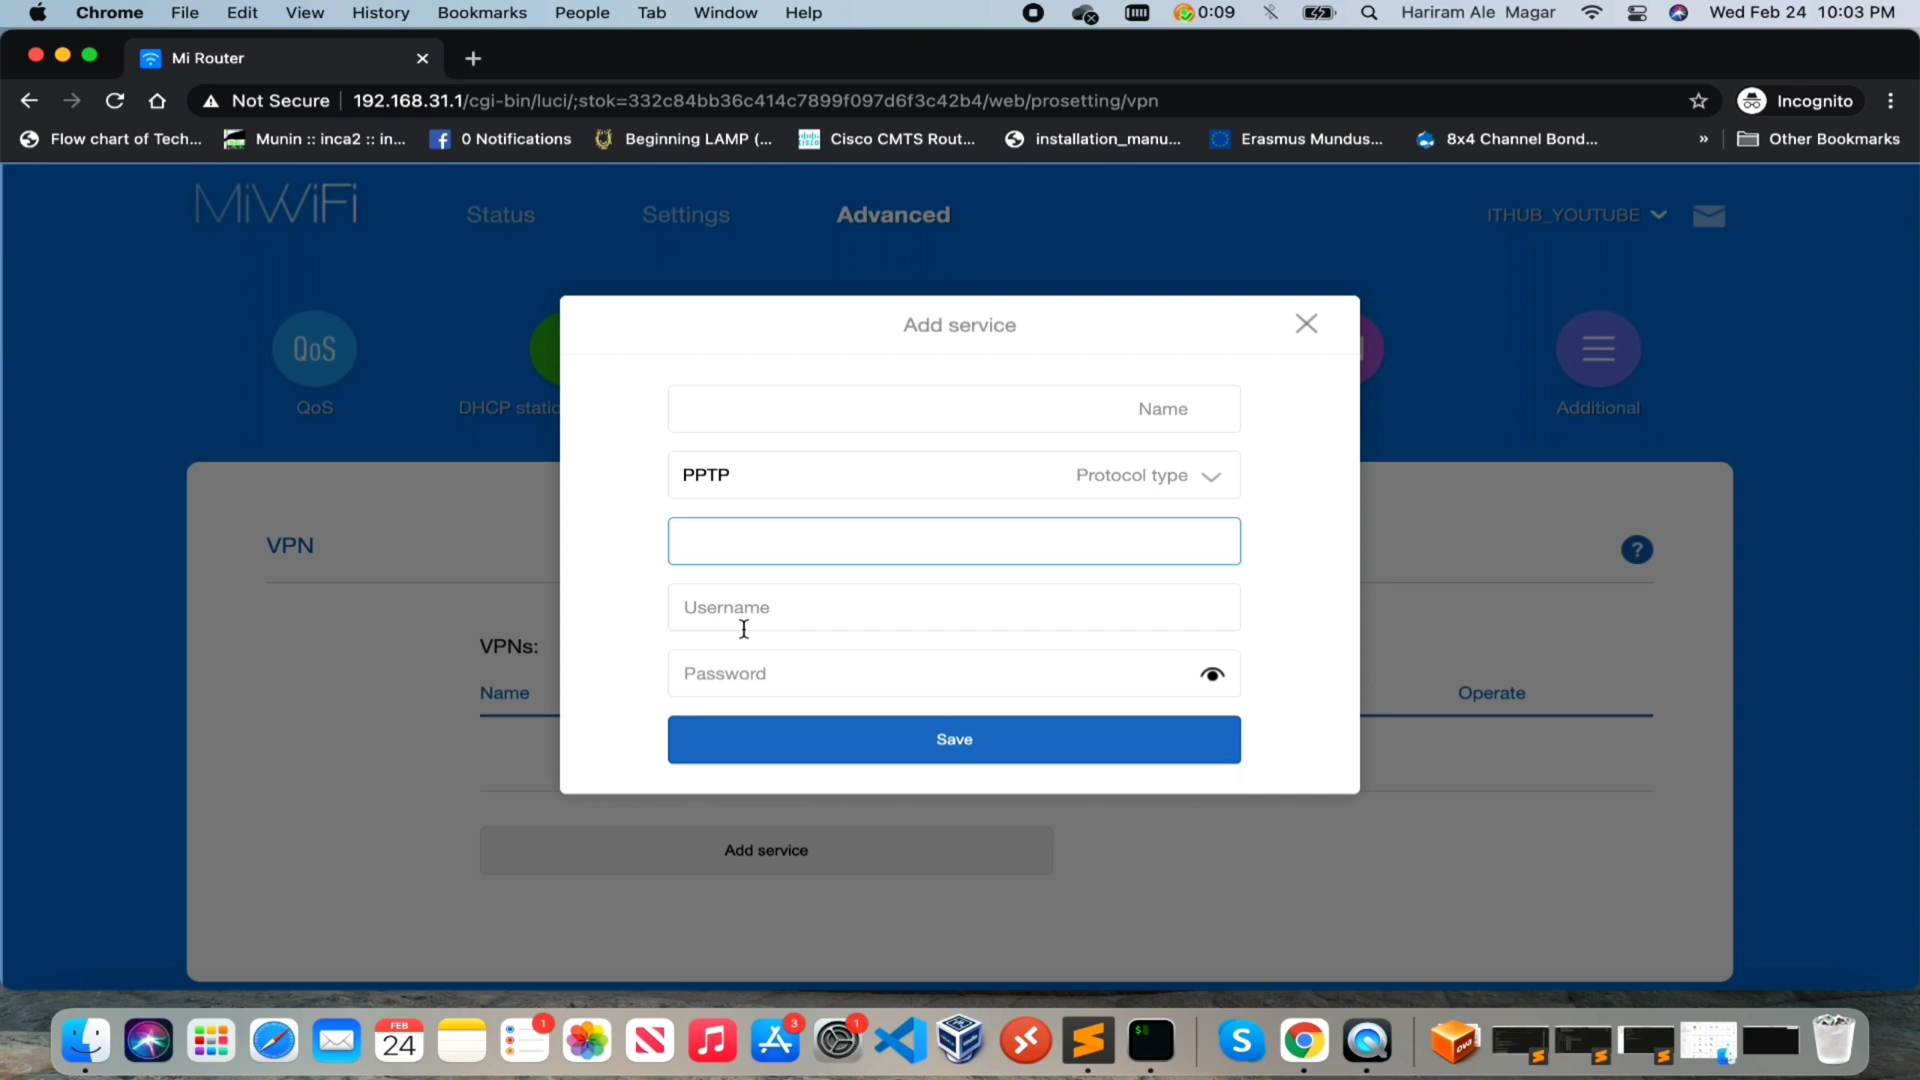 Chrome File Edit View History Bookmarks People Tab Window Help 0:09 Hariram Ale Magar Wed Feb 24 10:03 PM
Mi Router
Not Secure 192.168.31.1/cgi-bin/luci/;stok=332c84bb36c414c7899f097d6f3c42b4/web/prosetting/vpn Incognito
Flow chart of Tech... Munin :: inca2 :: in... 0 Notifications Beginning LAMP (... Cisco CMTS Rout... installation_manu... Erasmus Mundus... 8x4 Channel Bond... » Other Bookmarks
MiWiFi Status Settings Advanced ITHUB_YOUTUBE
Add service
QoS
QoS DHCP static Additional
Name
PPTP Protocol type
VPN ?
Username
VPNs:
Password
Name Operate
Save
Add service
FEB
24
1
3
1
S
ova